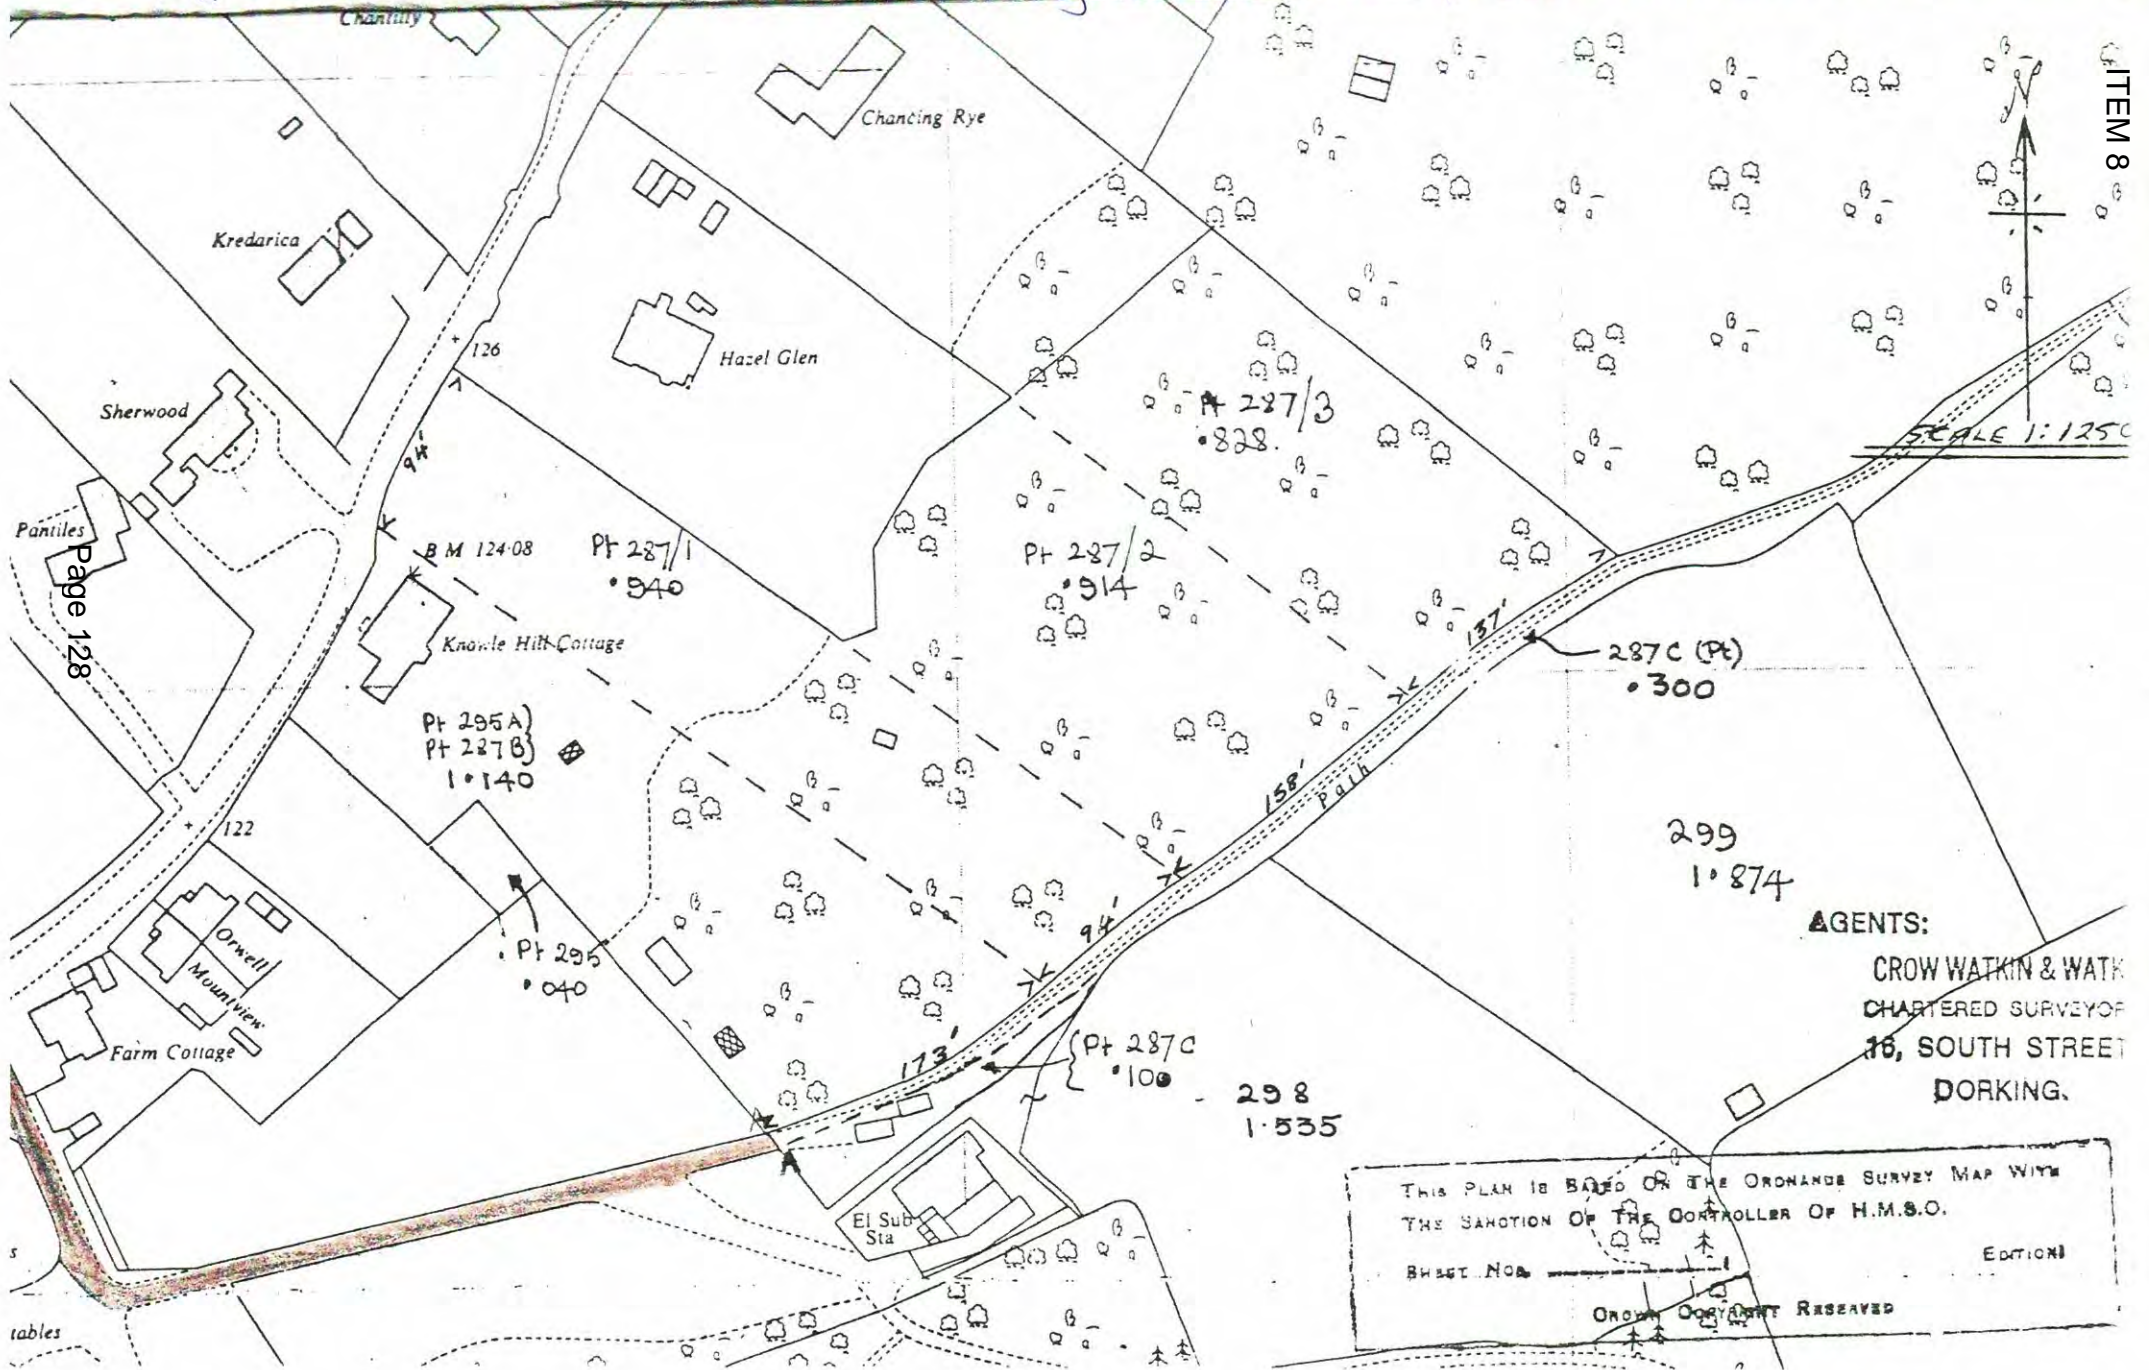 Chantilly
ITEM 8
N
Chancing Rye
Kredarica
126
Hazel Glen
Sherwood
94'
Pt 287/3
.828.
SCALE 1:1250
Pantiles
B M 124·08
Pt 287/1
.940
Pt 287/2
.914
Page 128
Knowle Hill Cottage
137'
287C (Pt)
.300
Pt 295A)
Pt 287B)
1.140
158'
Path
122
299
1.874
94'
AGENTS:
Orwell
Mountview
Pt 295
.040
CROW WATKIN & WATK
CHARTERED SURVEYOR
16, SOUTH STREET
DORKING.
Farm Cottage
173'
Pt 287C
.100
298
1.535
A
El Sub
Sta
THIS PLAN IS BASED ON THE ORDNANCE SURVEY MAP WITH
THE SANCTION OF THE CONTROLLER OF H.M.S.O.
EDITIONS
SHEET NOS
CROWN COPYRIGHT RESERVED
s
tables